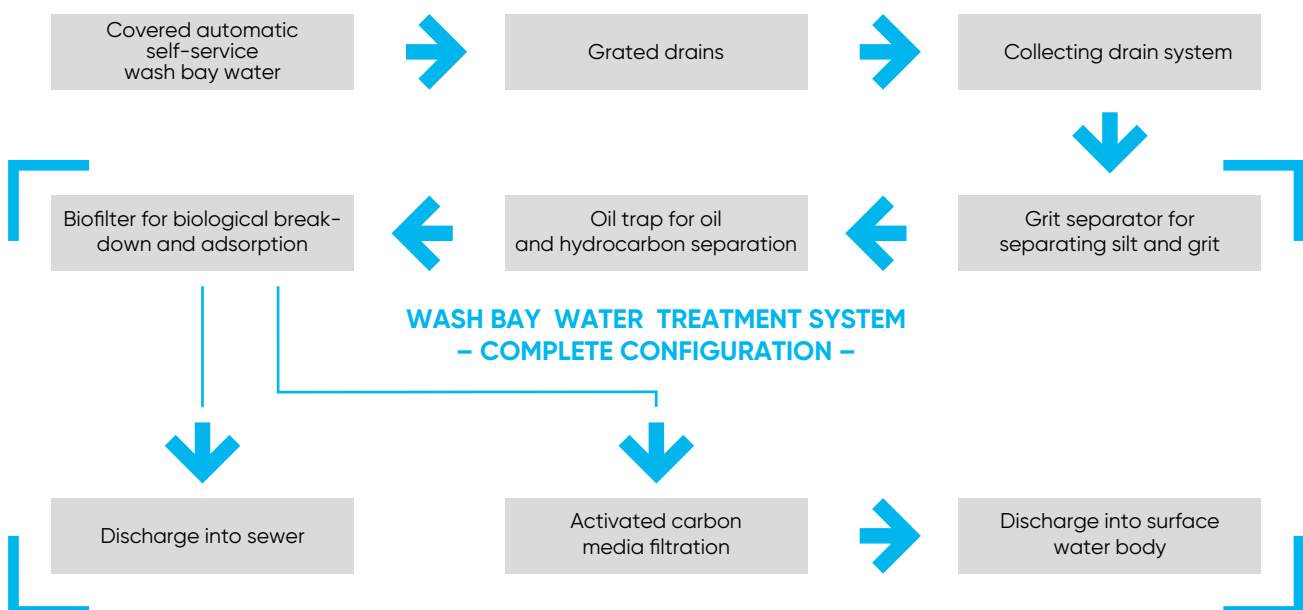 Covered automatic
self-service
wash bay water
Grated drains
Collecting drain system
Grit separator for
separating silt and grit
Oil trap for oil
and hydrocarbon separation
Biofilter for biological break-
down and adsorption
WASH BAY WATER TREATMENT SYSTEM
– COMPLETE CONFIGURATION –
Discharge into sewer
Activated carbon
media filtration
Discharge into surface
water body